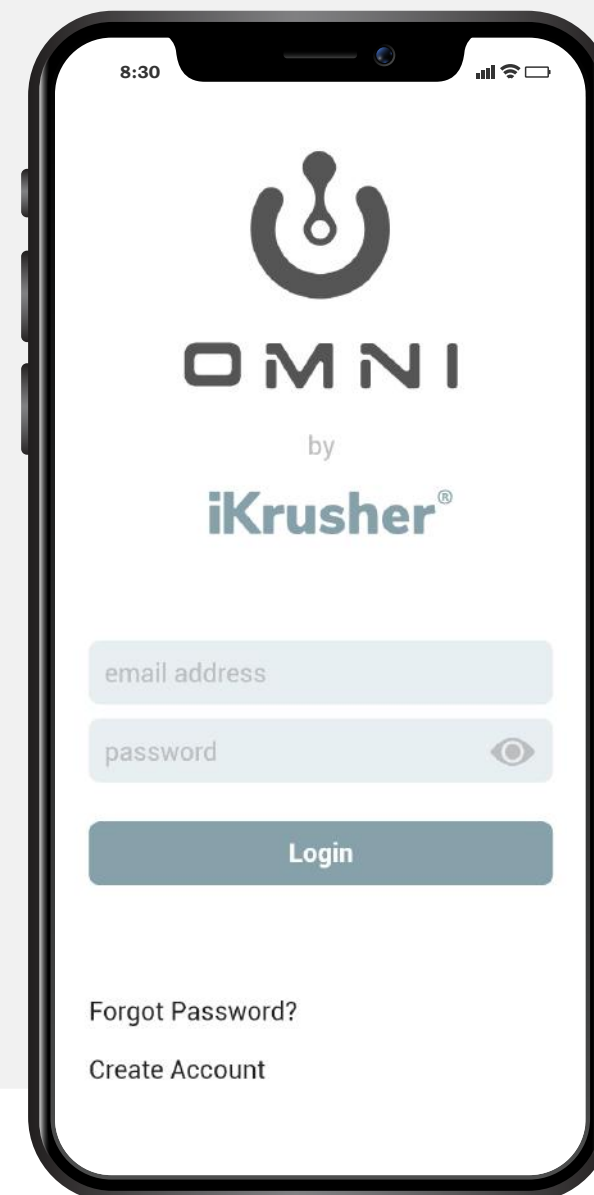 8:30
OMNI
by
iKrusher®
email address
password
Login
Forgot Password?
Create Account